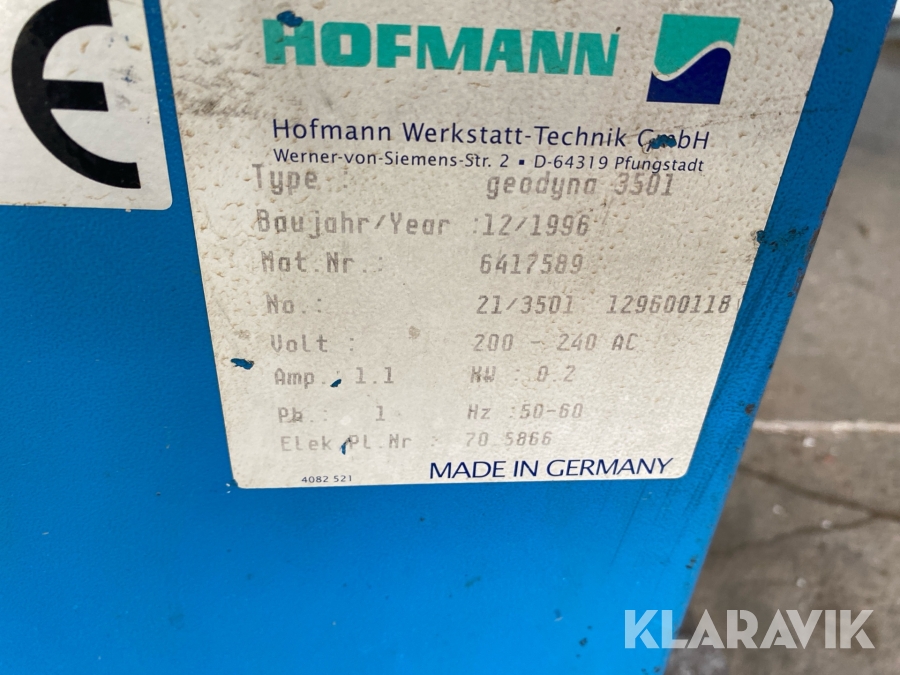 CE
HOFMANN
Hofmann Werkstatt-Technik GmbH
Werner-von-Siemens-Str. 2 ▪ D-64319 Pfungstadt
Type : geodyna 3501
Baujahr/Year :12/1996
Mat.Nr.: 6417589
No.: 21/3501 129600118
Volt : 200 - 240 AC
Amp.: 1.1 KW : 0.2
Ph.: 1 Hz :50-60
Elek.Pl.Nr : 70.5866
4082 521 MADE IN GERMANY
KLARAVIK